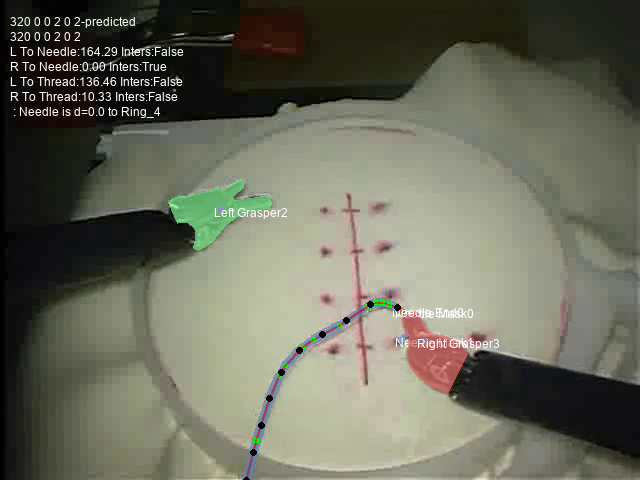 320 0 0 2 0 2-predicted
320 0 0 2 0 2
L To Needle:164.29 Inters:False
R To Needle:0.00 Inters:True
L To Thread:136.46 Inters:False
R To Thread:10.33 Inters:False
: Needle is d=0.0 to Ring_4
Left Grasper2
Right Grasper3